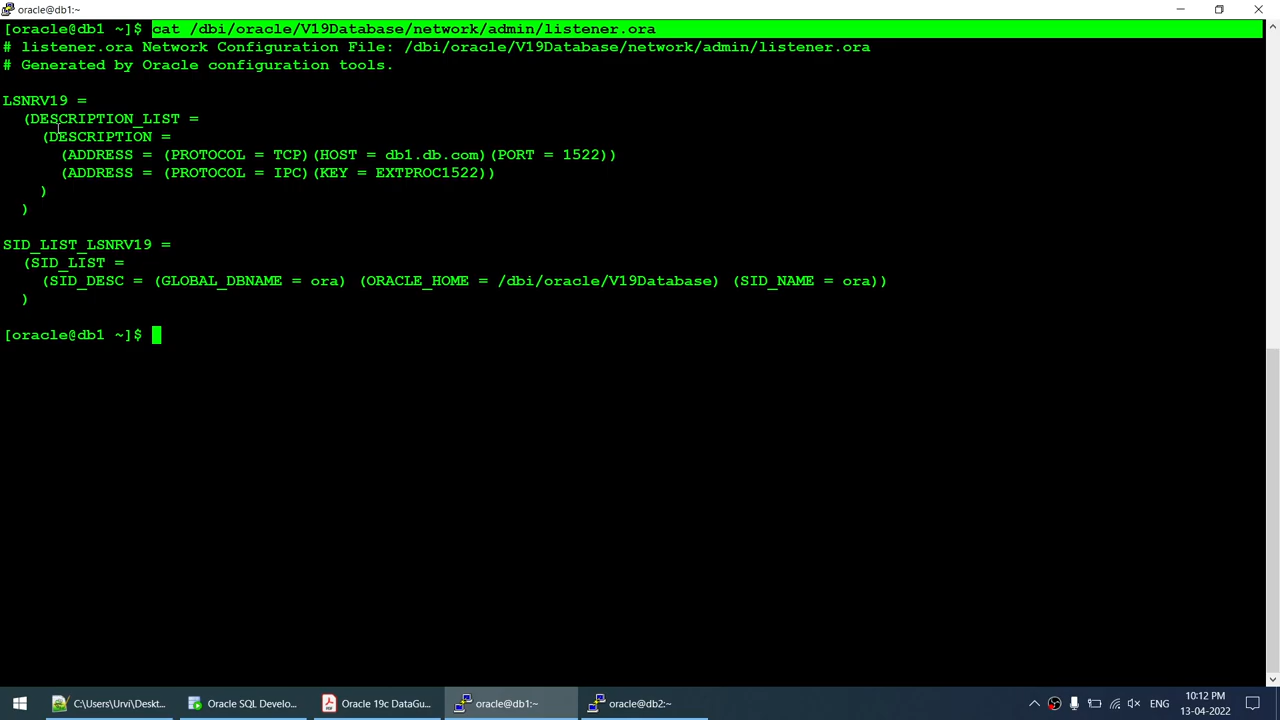 oracle@db1:~
[oracle@db1 ~]$ cat /dbi/oracle/V19Database/network/admin/listener.ora
# listener.ora Network Configuration File: /dbi/oracle/V19Database/network/admin/listener.ora
# Generated by Oracle configuration tools.
LSNRV19 =
(DESCRIPTION_LIST =
(DESCRIPTION =
(ADDRESS = (PROTOCOL = TCP)(HOST = db1.db.com)(PORT = 1522))
(ADDRESS = (PROTOCOL = IPC)(KEY = EXTPROC1522))
)
)
SID_LIST_LSNRV19 =
(SID_LIST =
(SID_DESC = (GLOBAL_DBNAME = ora) (ORACLE_HOME = /dbi/oracle/V19Database) (SID_NAME = ora))
)
[oracle@db1 ~]$
C:\Users\Urvi\Deskt... Oracle SQL Develo... Oracle 19c DataGu... oracle@db1:~ oracle@db2:~ ENG 10:12 PM
13-04-2022